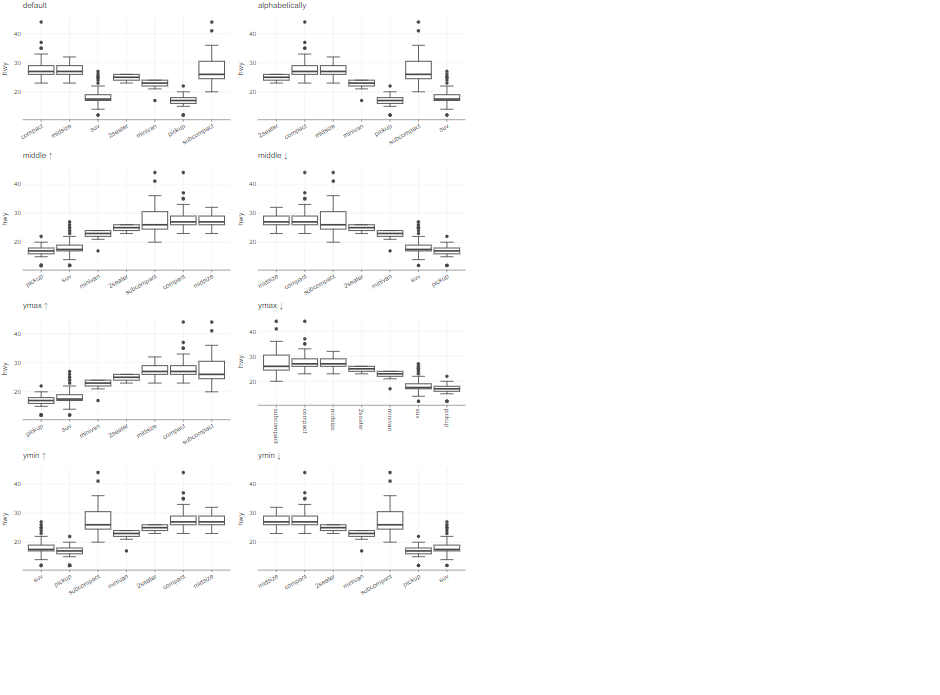 default
alphabetically
hwy
40
30
20
compact
midsize
suv
2seater
minivan
pickup
subcompact
40
30
20
2seater
compact
midsize
minivan
pickup
subcompact
suv
hwy
middle ↑
middle ↓
hwy
40
30
20
pickup
suv
minivan
2seater
subcompact
compact
midsize
hwy
40
30
20
midsize
compact
subcompact
2seater
minivan
suv
pickup
ymax ↑
ymax ↓
hwy
40
30
20
pickup
suv
minivan
2seater
midsize
compact
subcompact
hwy
40
30
20
subcompact
compact
midsize
2seater
minivan
suv
pickup
ymin ↑
ymin ↓
hwy
40
30
20
suv
pickup
subcompact
minivan
2seater
compact
midsize
hwy
40
30
20
midsize
compact
2seater
minivan
subcompact
pickup
suv